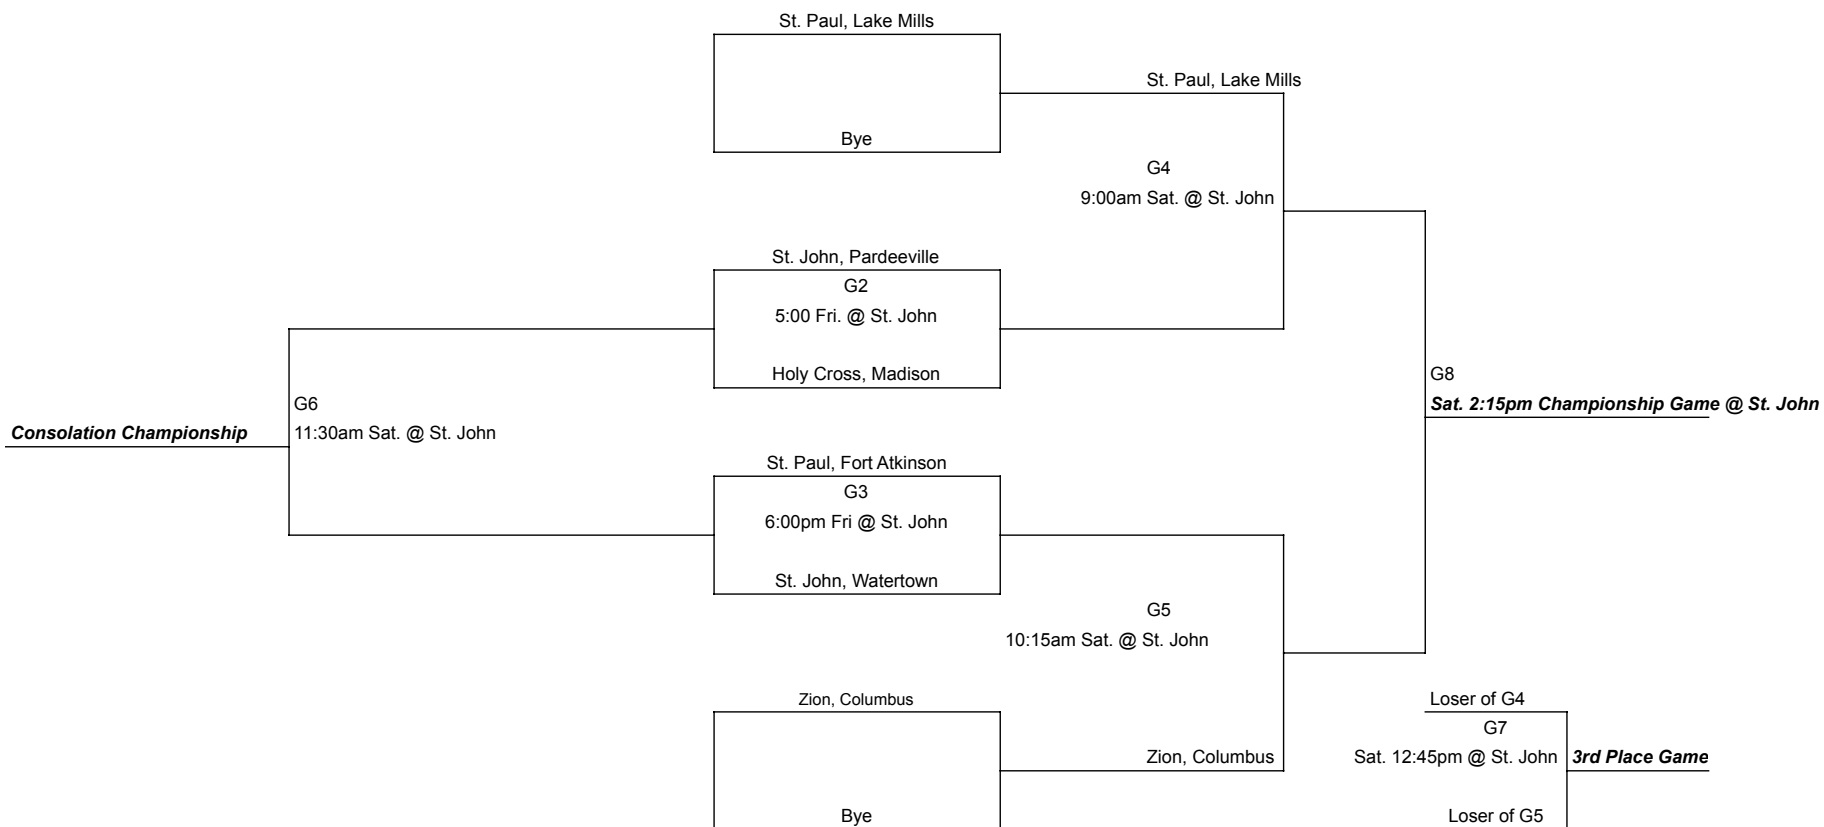 St. Paul, Lake Mills
St. Paul, Lake Mills
Bye
G4
9:00am Sat. @ St. John
St. John, Pardeeville
G2
5:00 Fri. @ St. John
Holy Cross, Madison
G8
Sat. 2:15pm Championship Game @ St. John
G6
Consolation Championship
11:30am Sat. @ St. John
St. Paul, Fort Atkinson
G3
6:00pm Fri @ St. John
St. John, Watertown
G5
10:15am Sat. @ St. John
Zion, Columbus
Loser of G4
G7
Zion, Columbus
Sat. 12:45pm @ St. John
3rd Place Game
Bye
Loser of G5